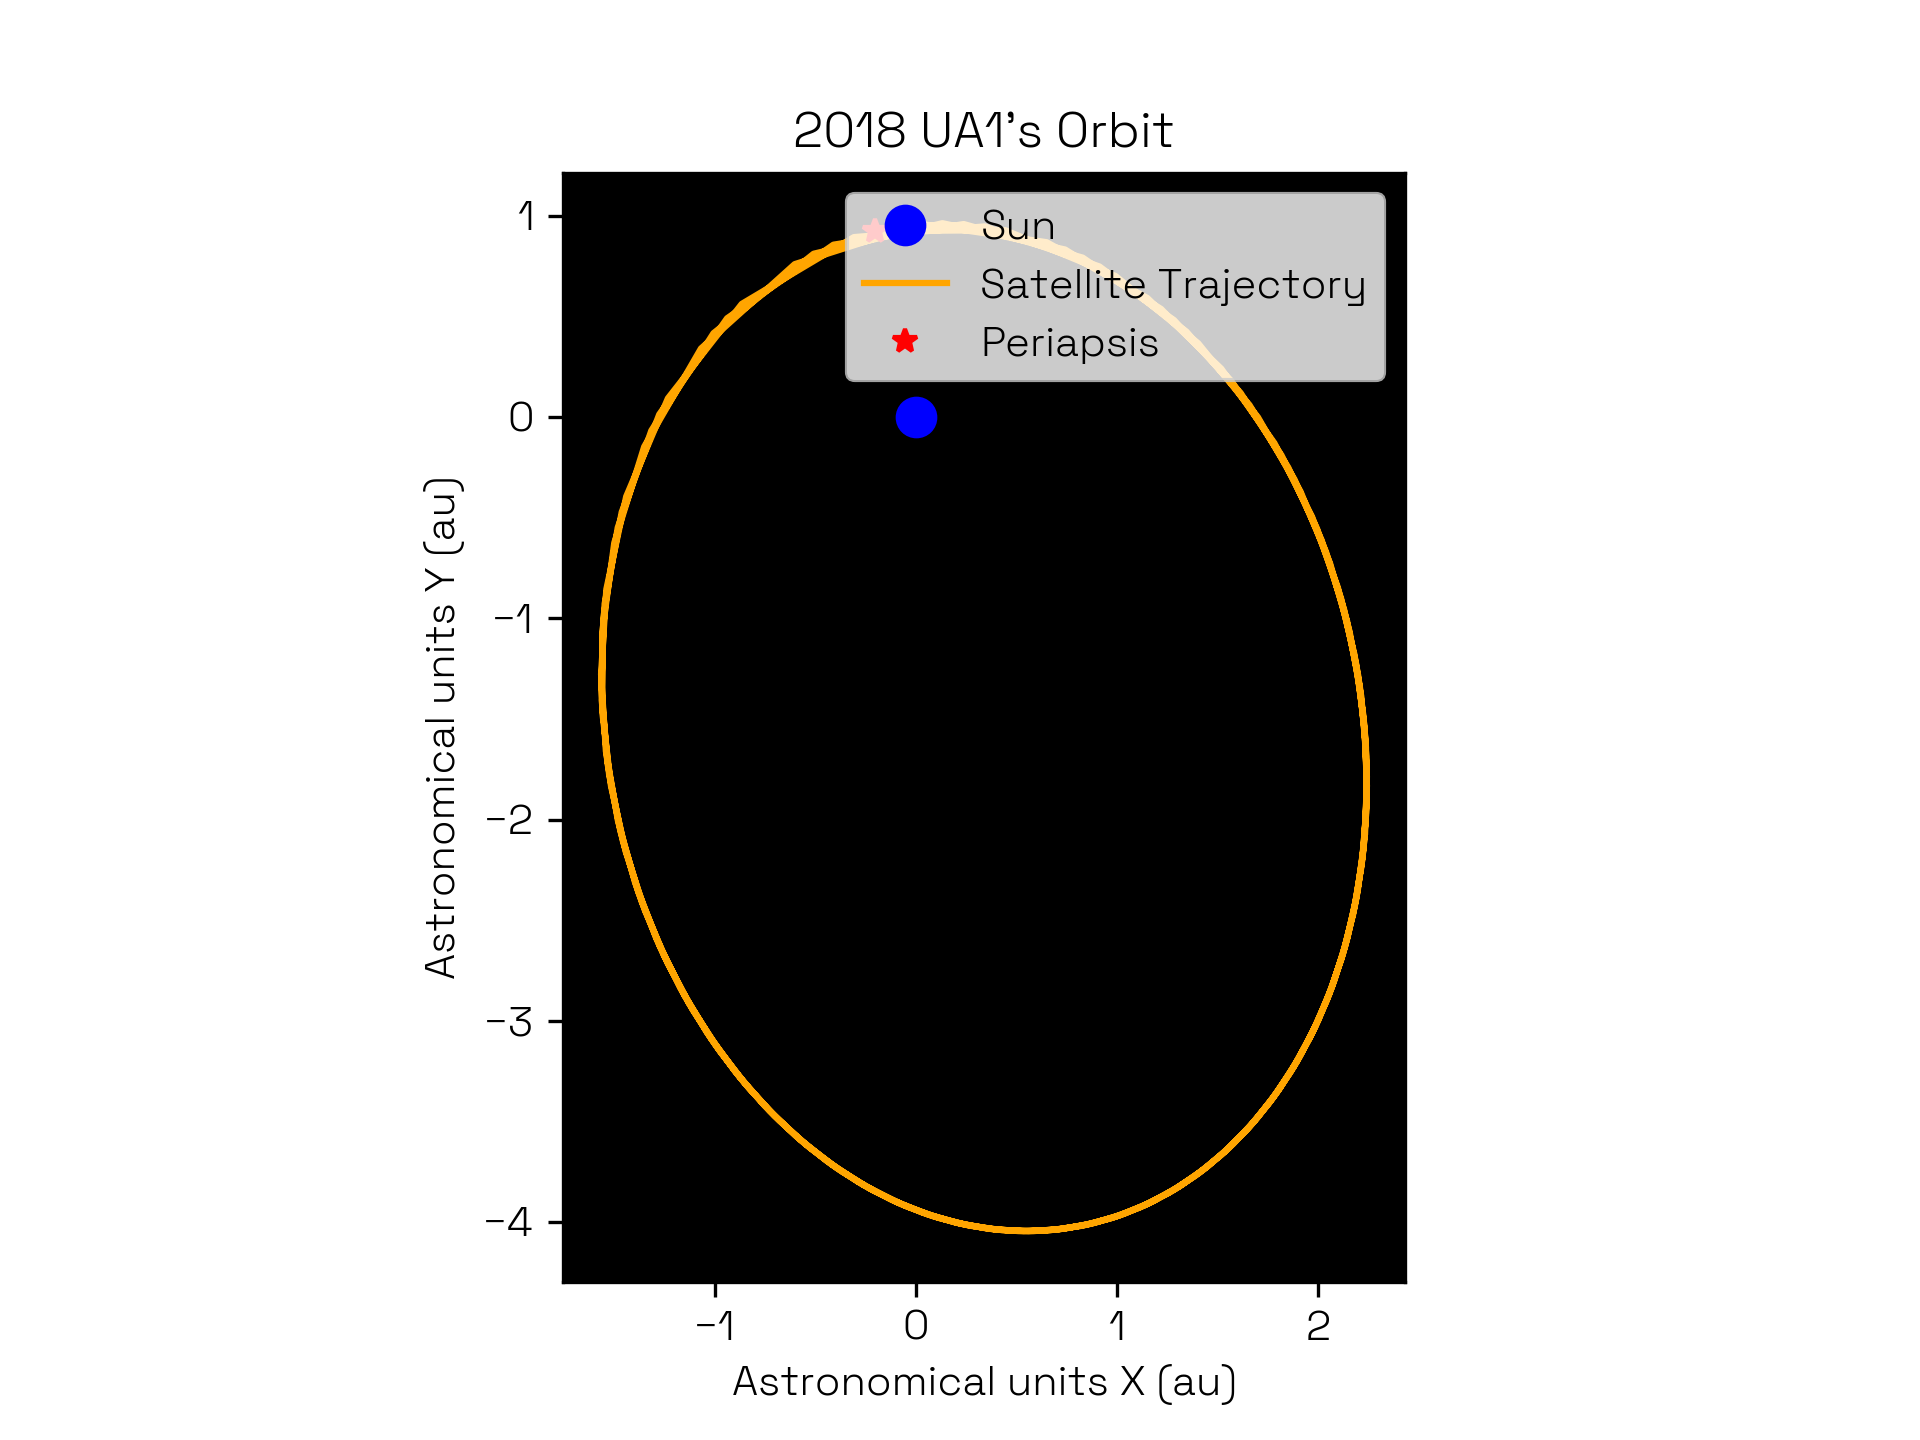 2018 UA1's Orbit
Sun
Satellite Trajectory
Periapsis
1
0
−1
−2
−3
−4
Astronomical units Y (au)
−1
0
1
2
Astronomical units X (au)